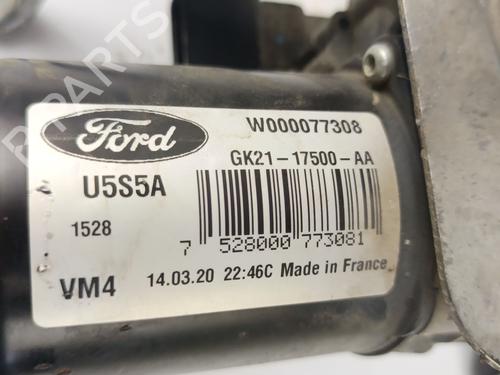 Ford
W000077308
GK21-17500-AA
U5S5A
1528
7 528000 773081
VM4
14.03.20 22:46C Made in France
B-PARTS